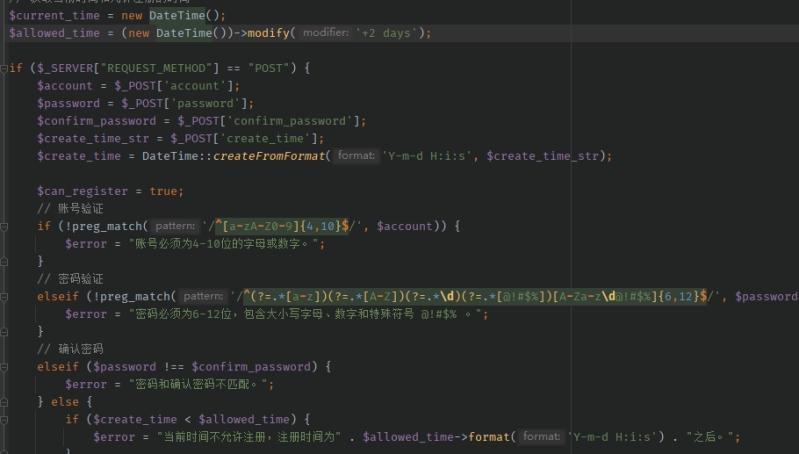 $current_time = new DateTime();
$allowed_time = (new DateTime())->modify( modifier: '+2 days');
if ($_SERVER["REQUEST_METHOD"] == "POST") {
$account = $_POST['account'];
$password = $_POST['password'];
$confirm_password = $_POST['confirm_password'];
$create_time_str = $_POST['create_time'];
$create_time = DateTime::createFromFormat( format: 'Y-m-d H:i:s', $create_time_str);
$can_register = true;
// 账号验证
if (!preg_match( pattern: '/^[a-zA-Z0-9]{4,10}$/', $account)) {
$error = "账号必须为4-10位的字母或数字。";
}
// 密码验证
elseif (!preg_match( pattern: '/^(?=.*[a-z])(?=.*[A-Z])(?=.*\d)(?=.*[@!#$%])[A-Za-z\d@!#$%]{6,12}$/', $password
$error = "密码必须为6-12位，包含大小写字母、数字和特殊符号 @!#$% 。";
}
// 确认密码
elseif ($password !== $confirm_password) {
$error = "密码和确认密码不匹配。";
} else {
if ($create_time < $allowed_time) {
$error = "当前时间不允许注册，注册时间为" . $allowed_time->format( format: 'Y-m-d H:i:s') . "之后。";